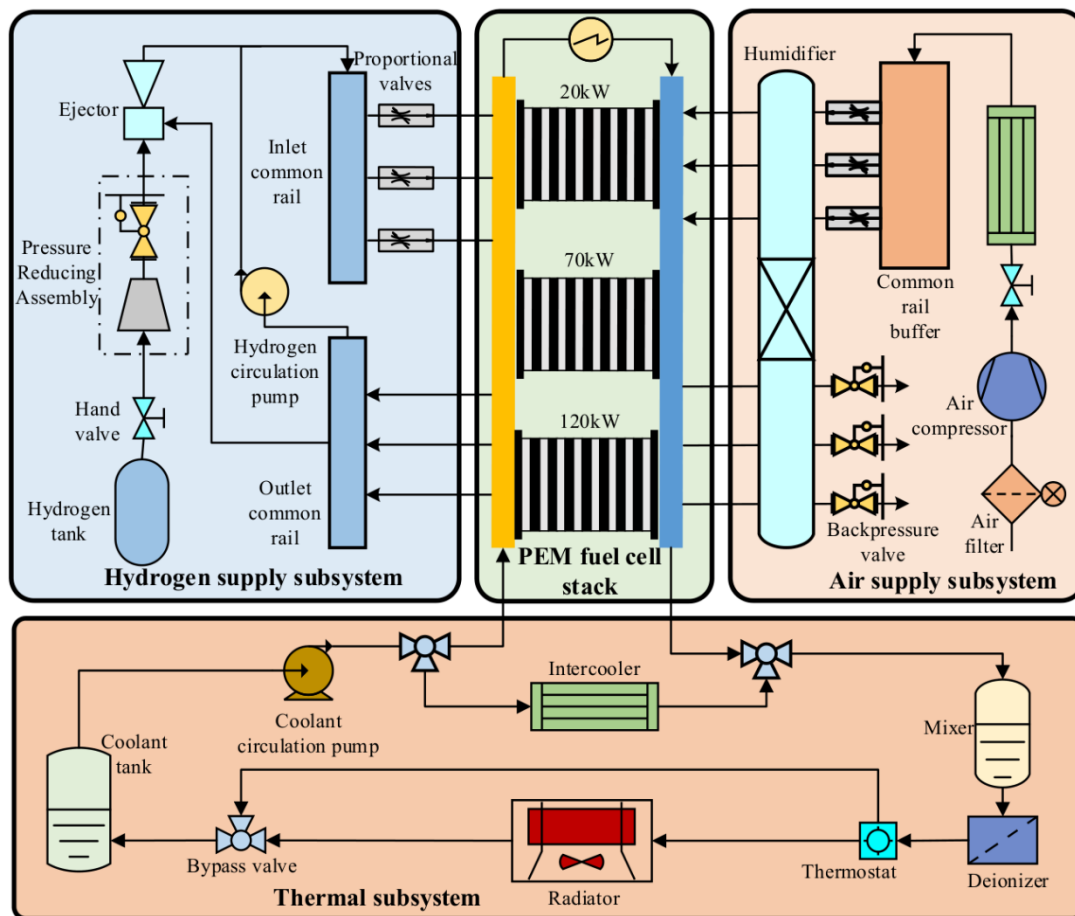 Ejector
Proportional
valves
Inlet
common
rail
Pressure
Reducing
Assembly
Hydrogen
circulation
pump
Hand
valve
Hydrogen
tank
Outlet
common
rail
Hydrogen supply subsystem
20kW
70kW
120kW
PEM fuel cell
stack
Humidifier
Common
rail
buffer
Air
compressor
Backpressure
valve
Air
filter
Air supply subsystem
Coolant
circulation pump
Intercooler
Coolant
tank
Mixer
Bypass valve
Radiator
Thermostat
Deionizer
Thermal subsystem